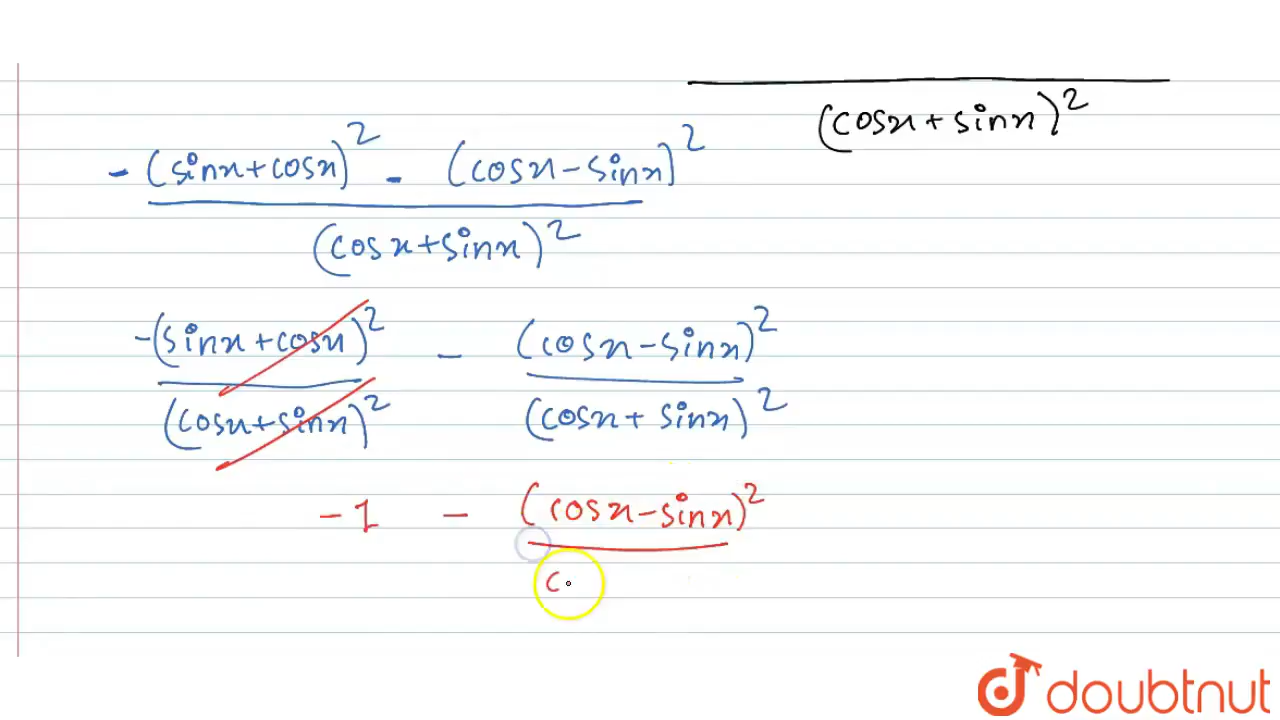 (cosx + sinx)²
- (sinx + cosx)² - (cosx - sinx)²
(cosx + sinx)²
-(sinx + cosx)² - (cosx - sinx)²
(cosx + sinx)² (cosx + sinx)²
- 1 - (cosx - sinx)²
c
doubtnut